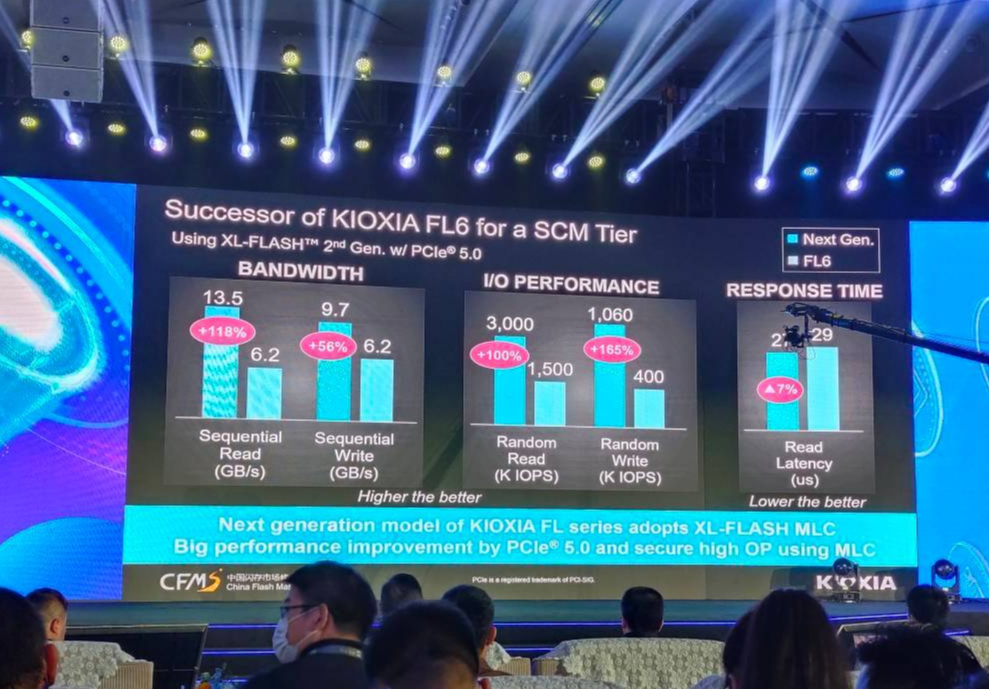 Successor of KIOXIA FL6 for a SCM Tier
Using XL-FLASH™ 2nd Gen. w/ PCIe® 5.0
Next Gen.
FL6
BANDWIDTH
13.5
+118%
6.2
9.7
+56%
6.2
Sequential
Read
(GB/s)
Sequential
Write
(GB/s)
I/O PERFORMANCE
3,000
+100%
1,500
1,060
+165%
400
Random
Read
(K IOPS)
Random
Write
(K IOPS)
Higher the better
RESPONSE TIME
29
▲7%
Read
Latency
(us)
Lower the better
Next generation model of KIOXIA FL series adopts XL-FLASH MLC
Big performance improvement by PCIe® 5.0 and secure high OP using MLC
CFMS
中国闪存市场
China Flash
PCIe is a registered trademark of PCI-SIG.
KIOXIA